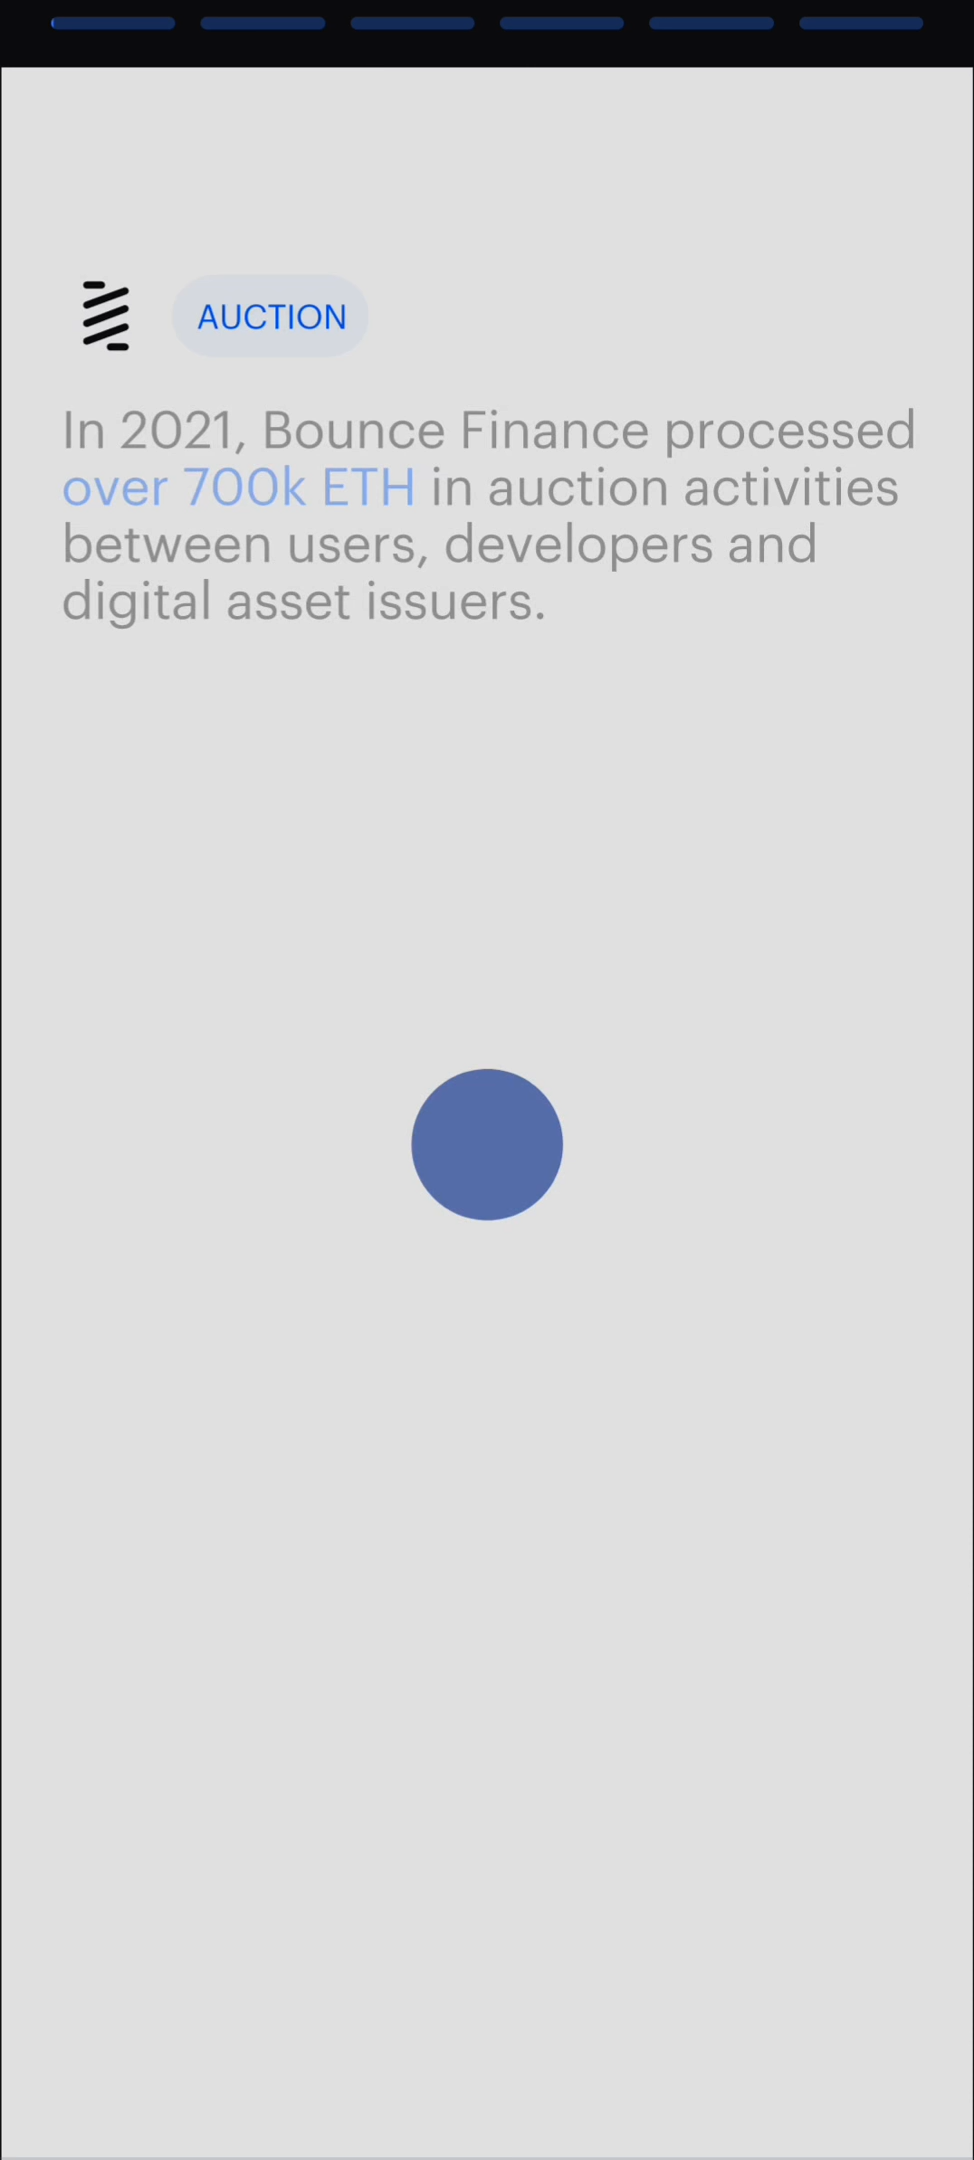 AUCTION
In 2021, Bounce Finance processed
over 700k ETH in auction activities
between users, developers and
digital asset issuers.